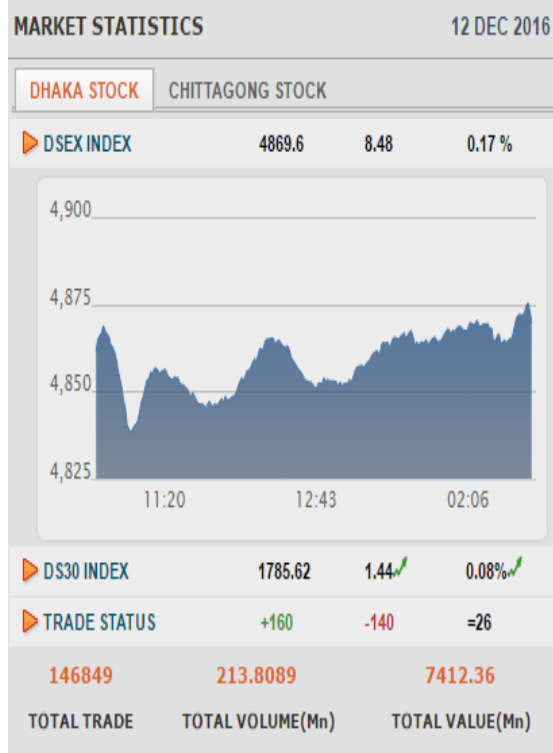 MARKET STATISTICS 12 DEC 2016
DHAKA STOCK CHITTAGONG STOCK
DSEX INDEX 4869.6 8.48 0.17 %
4,900
4,875
4,850
4,825
11:20 12:43 02:06
DS30 INDEX 1785.62 1.44 0.08%
TRADE STATUS +160 -140 =26
146849 213.8089 7412.36
TOTAL TRADE TOTAL VOLUME(Mn) TOTAL VALUE(Mn)